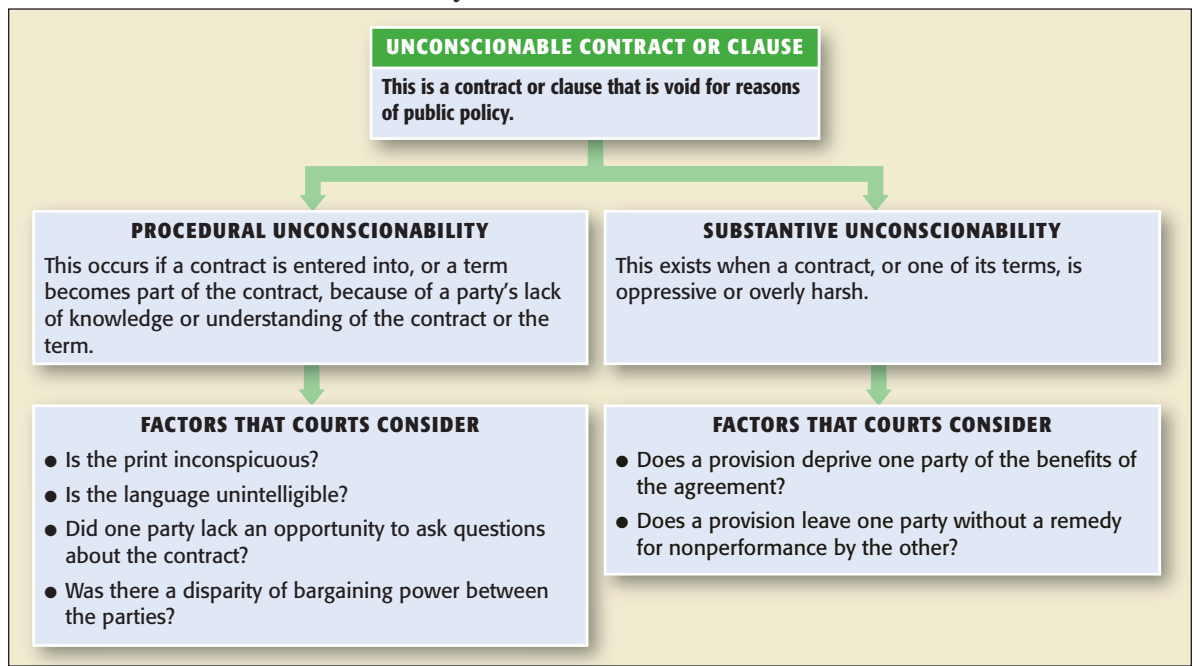 UNCONSCIONABLE CONTRACT OR CLAUSE
This is a contract or clause that is void for reasons
of public policy.
PROCEDURAL UNCONSCIONABILITY
This occurs if a contract is entered into, or a term
becomes part of the contract, because of a party's lack
of knowledge or understanding of the contract or the
term.
SUBSTANTIVE UNCONSCIONABILITY
This exists when a contract, or one of its terms, is
oppressive or overly harsh.
FACTORS THAT COURTS CONSIDER
● Is the print inconspicuous?
● Is the language unintelligible?
● Did one party lack an opportunity to ask questions
about the contract?
● Was there a disparity of bargaining power between
the parties?
FACTORS THAT COURTS CONSIDER
● Does a provision deprive one party of the benefits of
the agreement?
● Does a provision leave one party without a remedy
for nonperformance by the other?